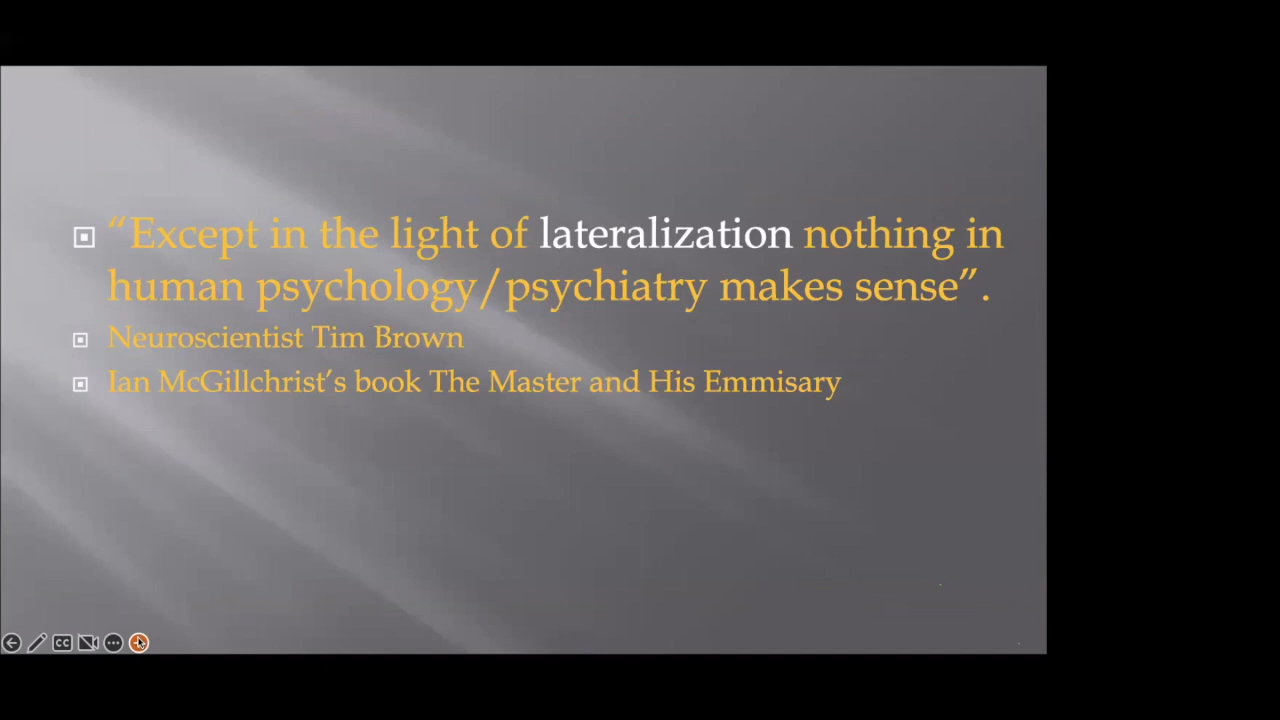 “Except in the light of lateralization nothing in
human psychology/psychiatry makes sense”.
Neuroscientist Tim Brown
Ian McGillchrist’s book The Master and His Emmisary
CC